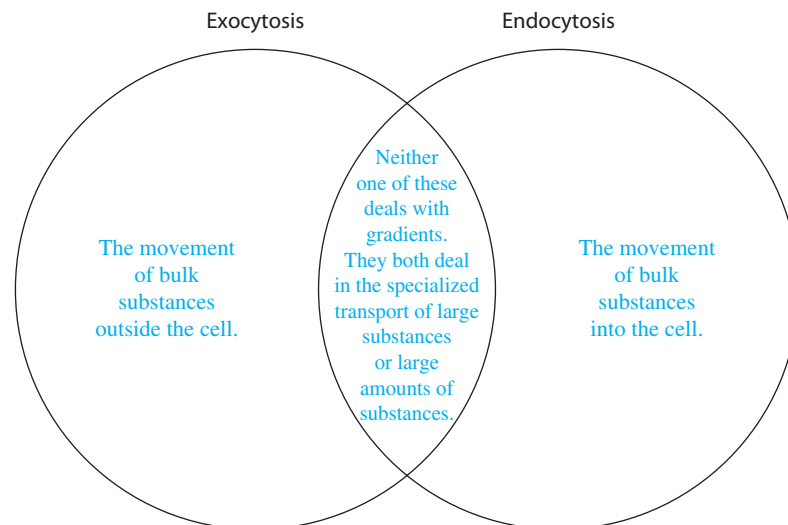 Exocytosis
Endocytosis
The movement
of bulk
substances
outside the cell.
Neither
one of these
deals with
gradients.
They both deal
in the specialized
transport of large
substances
or large
amounts of
substances.
The movement
of bulk
substances
into the cell.